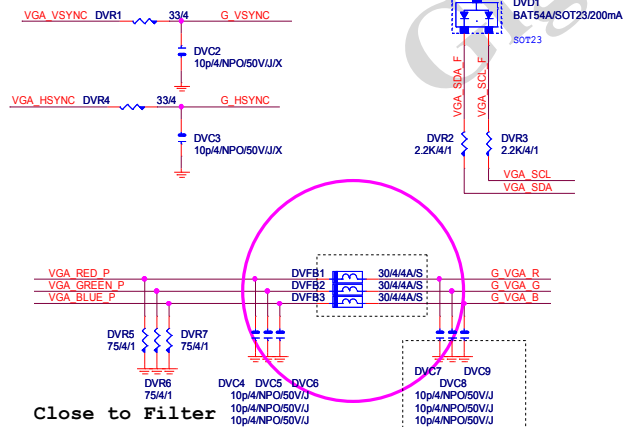 DVD1
BAT54A/SOT23/200mA
SOT23
VGA_VSYNC DVR1 33/4 G_VSYNC
DVC2
10p/4/NPO/50V/J/X
VGA_HSYNC DVR4 33/4 G_HSYNC
DVC3
10p/4/NPO/50V/J/X
VGA_SDA_F
VGA_SCL_F
DVR2
2.2K/4/1
DVR3
2.2K/4/1
VGA_SCL
VGA_SDA
VGA_RED_P DVFB1 30/4/4A/S G_VGA_R
VGA_GREEN_P DVFB2 30/4/4A/S G_VGA_G
VGA_BLUE_P DVFB3 30/4/4A/S G_VGA_B
DVR5
75/4/1
DVR7
75/4/1
DVR6
75/4/1
DVC4 DVC5 DVC6
10p/4/NPO/50V/J
10p/4/NPO/50V/J
10p/4/NPO/50V/J
DVC7 DVC9
DVC8
10p/4/NPO/50V/J
10p/4/NPO/50V/J
10p/4/NPO/50V/J
Close to Filter